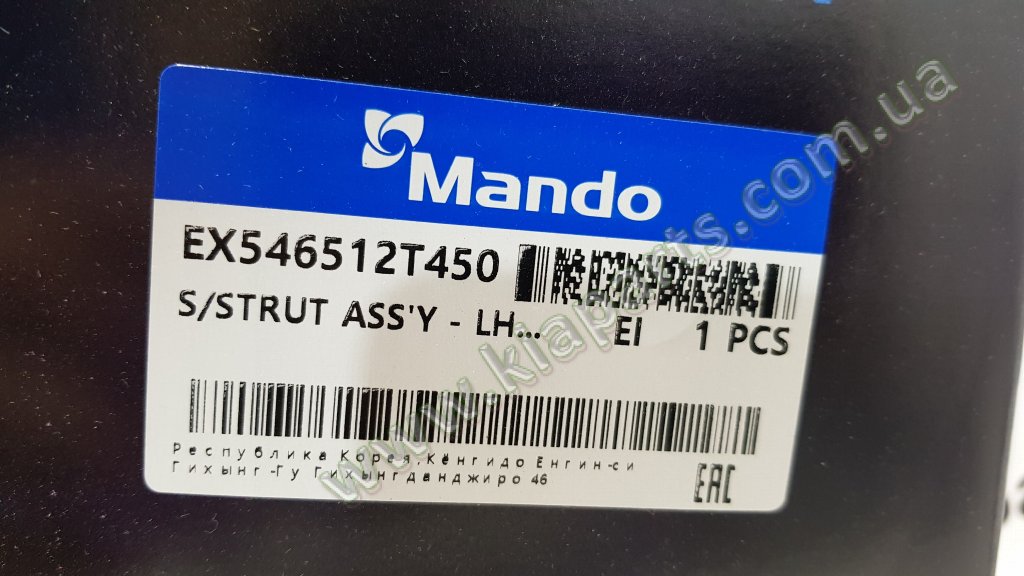 Mando
EX546512T450
S/STRUT ASS'Y - LH... EI 1 PCS
Республика Корея, Кёнгидо Енгин-си
Гихынг-Гу Гихынгданджиро 46
EAC
www.kiaparts.com.ua